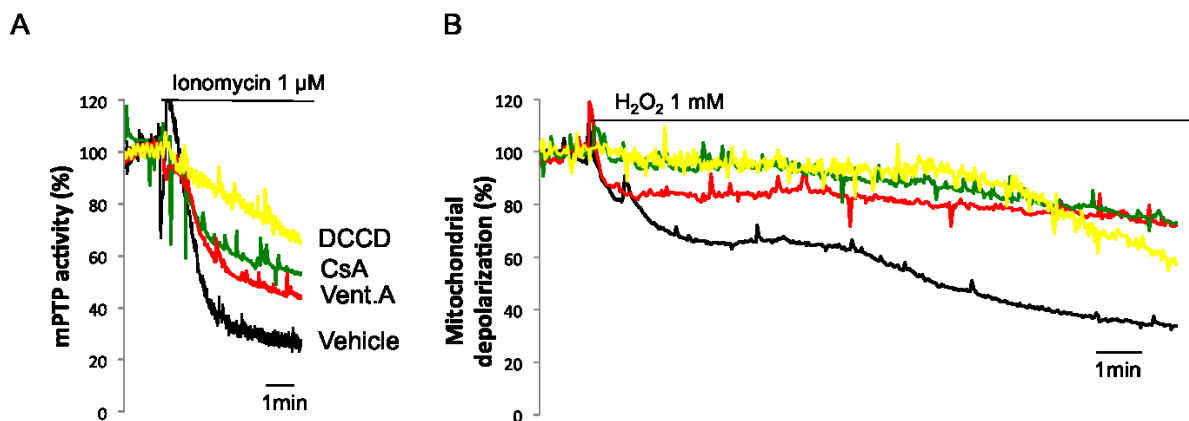 A
Ionomycin 1 µM
mPTP activity (%)
120
100
80
60
40
20
0
DCCD
CsA
Vent.A
Vehicle
1min
B
H₂O₂ 1 mM
Mitochondrial
depolarization (%)
120
100
80
60
40
20
0
1min